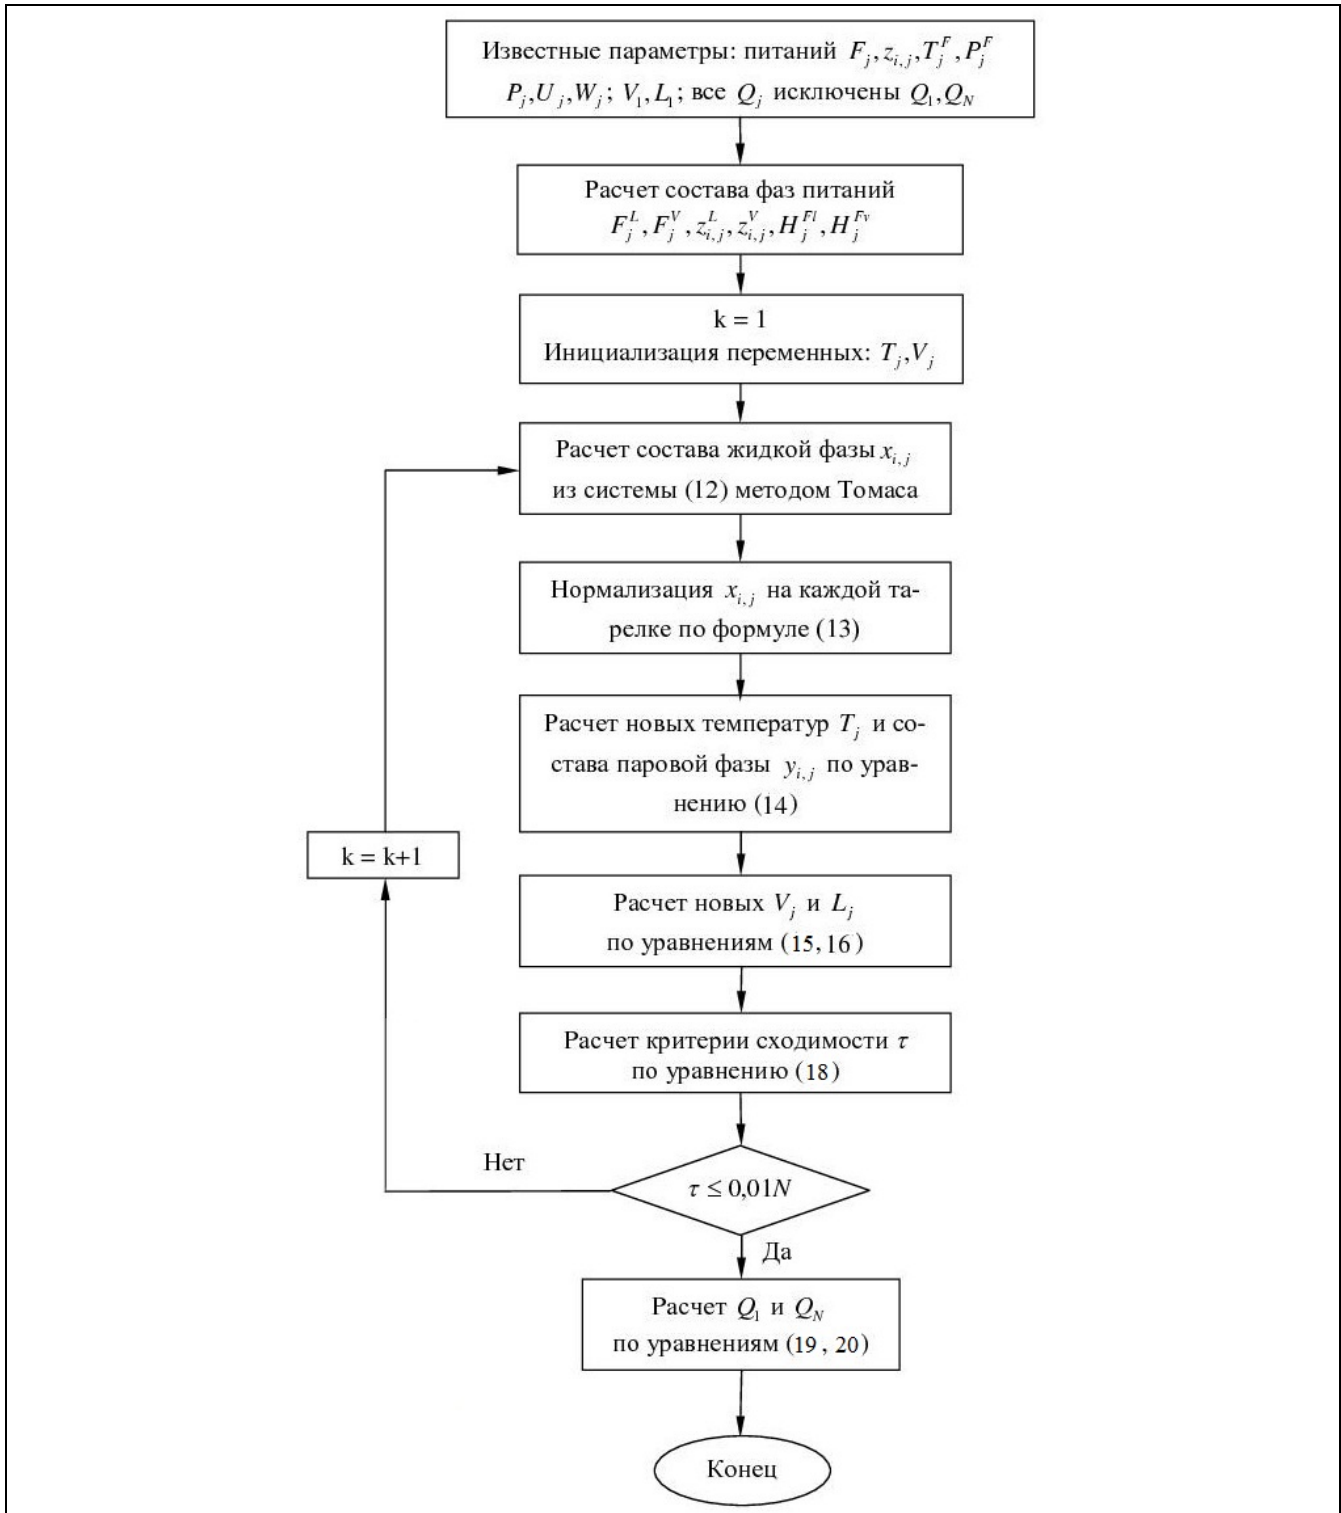 Известные параметры: питаний F_j, z_{i,j}, T_j^F, P_j^F
P_j, U_j, W_j; V_1, L_1; все Q_j исключены Q_1, Q_N
Расчет состава фаз питаний
F_j^L, F_j^V, z_{i,j}^L, z_{i,j}^V, H_j^{Fl}, H_j^{Fv}
k = 1
Инициализация переменных: T_j, V_j
Расчет состава жидкой фазы x_{i,j}
из системы (12) методом Томаса
Нормализация x_{i,j} на каждой та-
релке по формуле (13)
Расчет новых температур T_j и со-
става паровой фазы y_{i,j} по урав-
нению (14)
k = k+1
Расчет новых V_j и L_j
по уравнениям (15, 16)
Расчет критерии сходимости τ
по уравнению (18)
Нет
τ ≤ 0,01N
Да
Расчет Q_1 и Q_N
по уравнениям (19 , 20)
Конец